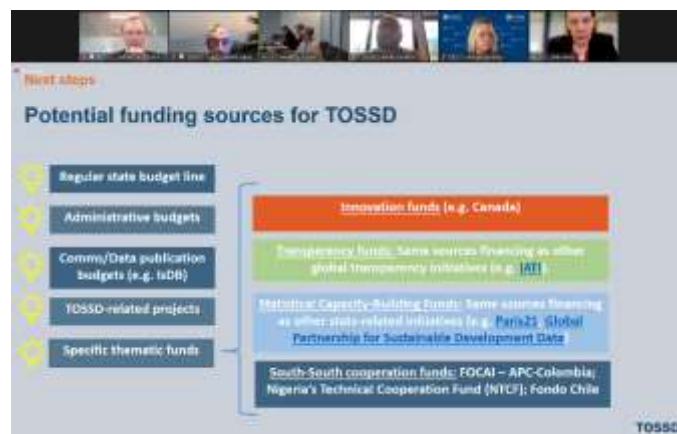 Next steps
Potential funding sources for TOSSD
Regular state budget line
Administrative budgets
Comms/Data publication
budgets (e.g. IsDB)
TOSSD-related projects
Specific thematic funds
Innovation funds (e.g. Canada)
Transparency funds: Same sources financing as other
global transparency initiatives (e.g. IATI)
Statistical Capacity-Building Funds: Same sources financing
as other stats-related initiatives (e.g. Paris21, Global
Partnership for Sustainable Development Data
South-South cooperation funds: FOCAI – APC-Colombia;
Nigeria's Technical Cooperation Fund (NTCF); Fondo Chile
TOSSD